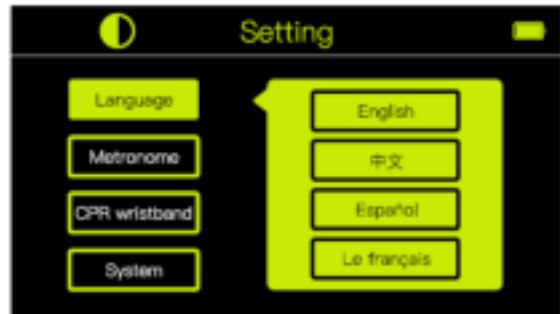 Setting
Language
Metronome
CPR wristband
System
English
中文
Español
Le français